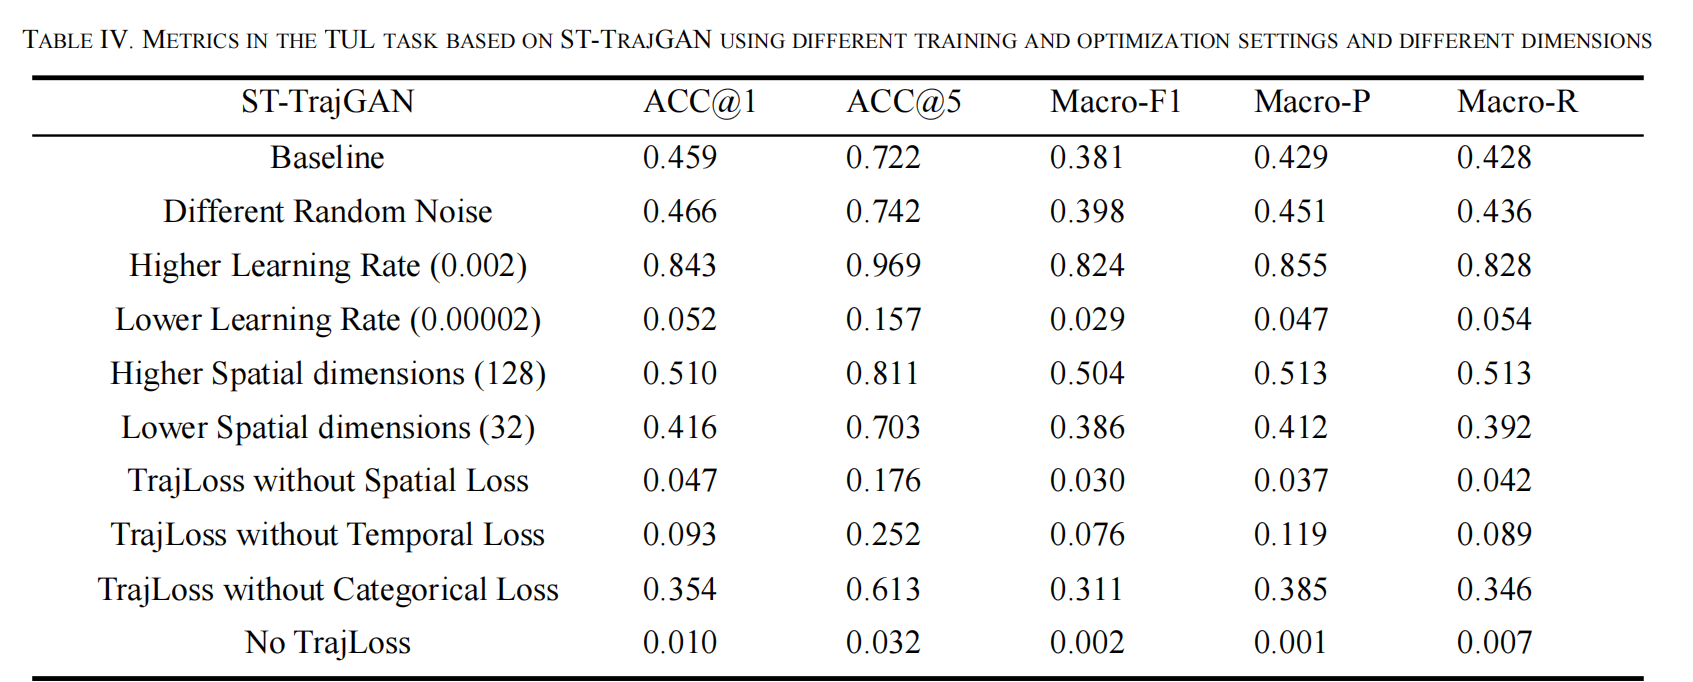 TABLE IV. METRICS IN THE TUL TASK BASED ON ST-TRAJGAN USING DIFFERENT TRAINING AND OPTIMIZATION SETTINGS AND DIFFERENT DIMENSIONS
ST-TrajGAN ACC@1 ACC@5 Macro-F1 Macro-P Macro-R
Baseline 0.459 0.722 0.381 0.429 0.428
Different Random Noise 0.466 0.742 0.398 0.451 0.436
Higher Learning Rate (0.002) 0.843 0.969 0.824 0.855 0.828
Lower Learning Rate (0.00002) 0.052 0.157 0.029 0.047 0.054
Higher Spatial dimensions (128) 0.510 0.811 0.504 0.513 0.513
Lower Spatial dimensions (32) 0.416 0.703 0.386 0.412 0.392
TrajLoss without Spatial Loss 0.047 0.176 0.030 0.037 0.042
TrajLoss without Temporal Loss 0.093 0.252 0.076 0.119 0.089
TrajLoss without Categorical Loss 0.354 0.613 0.311 0.385 0.346
No TrajLoss 0.010 0.032 0.002 0.001 0.007